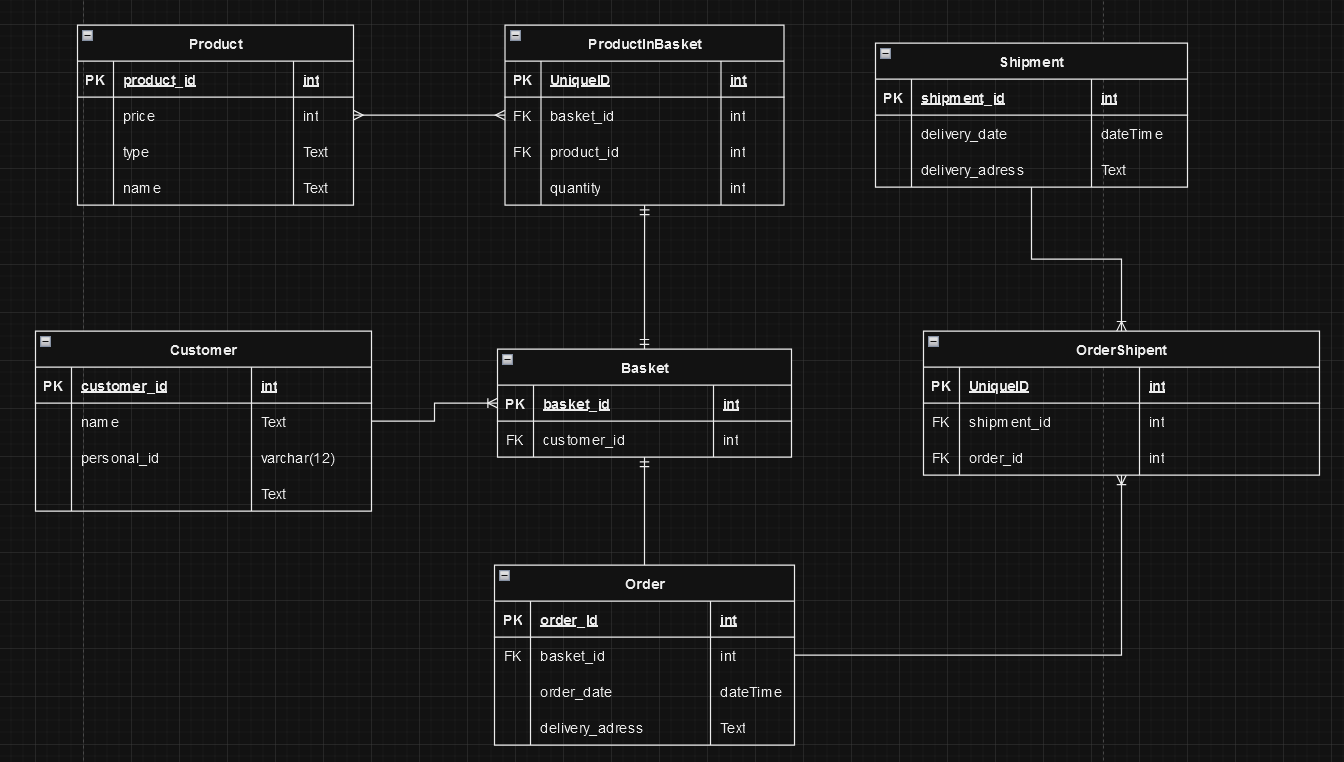 Product
PK product_id int
price int
type Text
name Text
ProductInBasket
PK UniqueID int
FK basket_id int
FK product_id int
quantity int
Shipment
PK shipment_id int
delivery_date dateTime
delivery_adress Text
Customer
PK customer_id int
name Text
personal_id varchar(12)
Text
Basket
PK basket_id int
FK customer_id int
OrderShipent
PK UniqueID int
FK shipment_id int
FK order_id int
Order
PK order_id int
FK basket_id int
order_date dateTime
delivery_adress Text